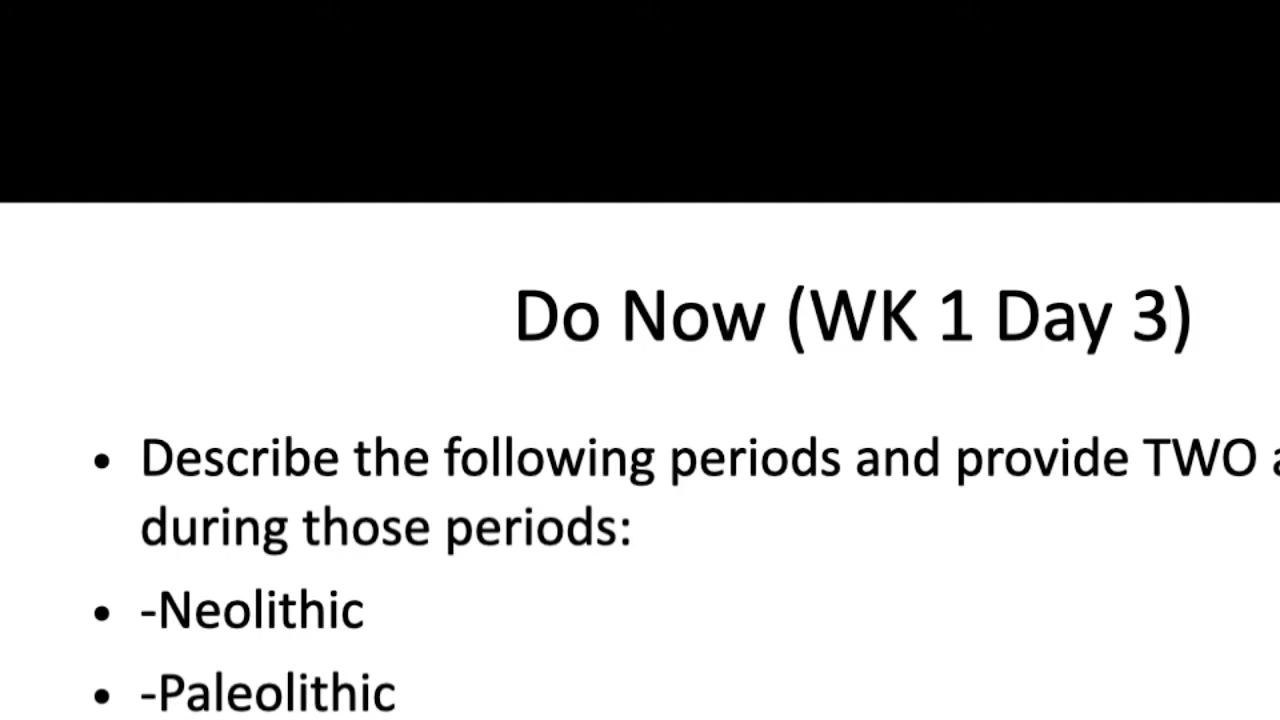 Do Now (WK 1 Day 3)
• Describe the following periods and provide TWO
during those periods:
• -Neolithic
• -Paleolithic